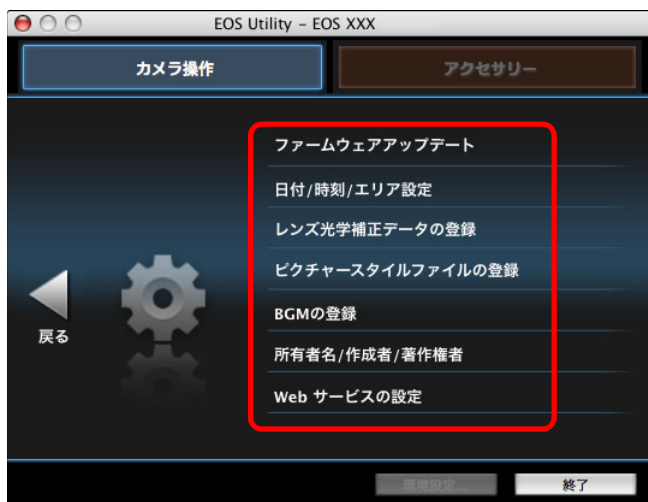 EOS Utility – EOS XXX
カメラ操作
アクセサリー
ファームウェアアップデート
日付/時刻/エリア設定
レンズ光学補正データの登録
ピクチャースタイルファイルの登録
BGMの登録
戻る
所有者名/作成者/著作権者
Web サービスの設定
環境設定...
終了